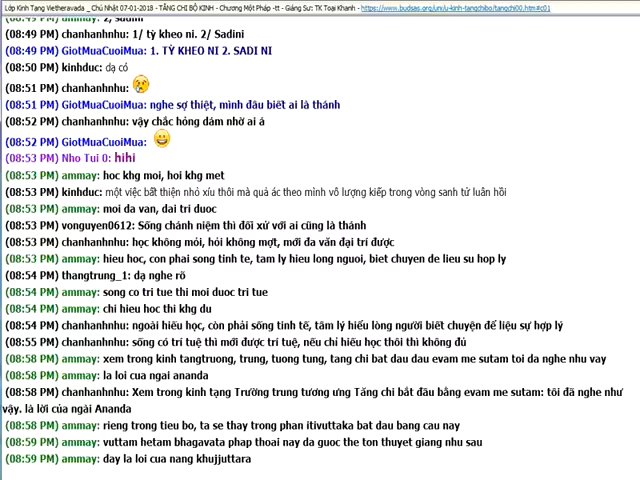 Lớp Kinh Tạng Vietheravada _ Chủ Nhật 07-01-2018 - TĂNG CHI BỘ KINH - Chương Một Pháp -tt - Giảng Sư: TK Toại Khanh - https://www.budsas.org/uni/u-kinh-tangchibo/tangchi00.htm#c01
(08:49 PM) ammay: 2, sadini
(08:49 PM) chanhanhnhu: 1/ tỳ kheo ni. 2/ Sadini
(08:49 PM) GiotMuaCuoiMua: 1. TỲ KHEO NI 2. SADI NI
(08:50 PM) kinhduc: dạ có
(08:51 PM) chanhanhnhu:
(08:51 PM) GiotMuaCuoiMua: nghe sợ thiệt, mình đâu biết ai là thánh
(08:52 PM) chanhanhnhu: vậy chắc hỏng dám nhờ ai á
(08:52 PM) GiotMuaCuoiMua:
(08:53 PM) Nho Tui 0: hihi
(08:53 PM) ammay: hoc khg moi, hoi khg met
(08:53 PM) kinhduc: một việc bất thiện nhỏ xíu thôi mà quả ác theo mình vô lượng kiếp trong vòng sanh tử luân hồi
(08:53 PM) ammay: moi da van, dai tri duoc
(08:53 PM) vonguyen0612: Sống chánh niệm thì đối xử với ai cũng là thánh
(08:53 PM) chanhanhnhu: học không mỏi, hỏi không mợt, mới đa văn đại trí được
(08:53 PM) ammay: hieu hoc, con phai song tinh te, tam ly hieu long nguoi, biet chuyen de lieu su hop ly
(08:54 PM) thangtrung_1: dạ nghe rõ
(08:54 PM) ammay: song co tri tue thi moi duoc tri tue
(08:54 PM) ammay: chi hieu hoc thi khg du
(08:54 PM) chanhanhnhu: ngoài hiếu học, còn phải sống tinh tế, tâm lý hiểu lòng người biết chuyện để liệu sự hợp lý
(08:55 PM) chanhanhnhu: sống có trí tuệ thì mới được trí tuệ, nếu chỉ hiếu học thôi thì không đủ
(08:58 PM) ammay: xem trong kinh tangtruong, trung, tuong tung, tang chi bat dau dau evam me sutam toi da nghe nhu vay
(08:58 PM) ammay: la loi cua ngai ananda
(08:58 PM) chanhanhnhu: Xem trong kinh tạng Trường trung tương ưng Tăng chi bắt đầu bằng evam me sutam: tôi đã nghe như
vậy. là lời của ngài Ananda
(08:58 PM) ammay: rieng trong tieu bo, ta se thay trong phan itivuttaka bat dau bang cau nay
(08:59 PM) ammay: vuttam hetam bhagavata phap thoai nay da guoc the ton thuyet giang nhu sau
(08:59 PM) ammay: day la loi cua nang khujjuttara